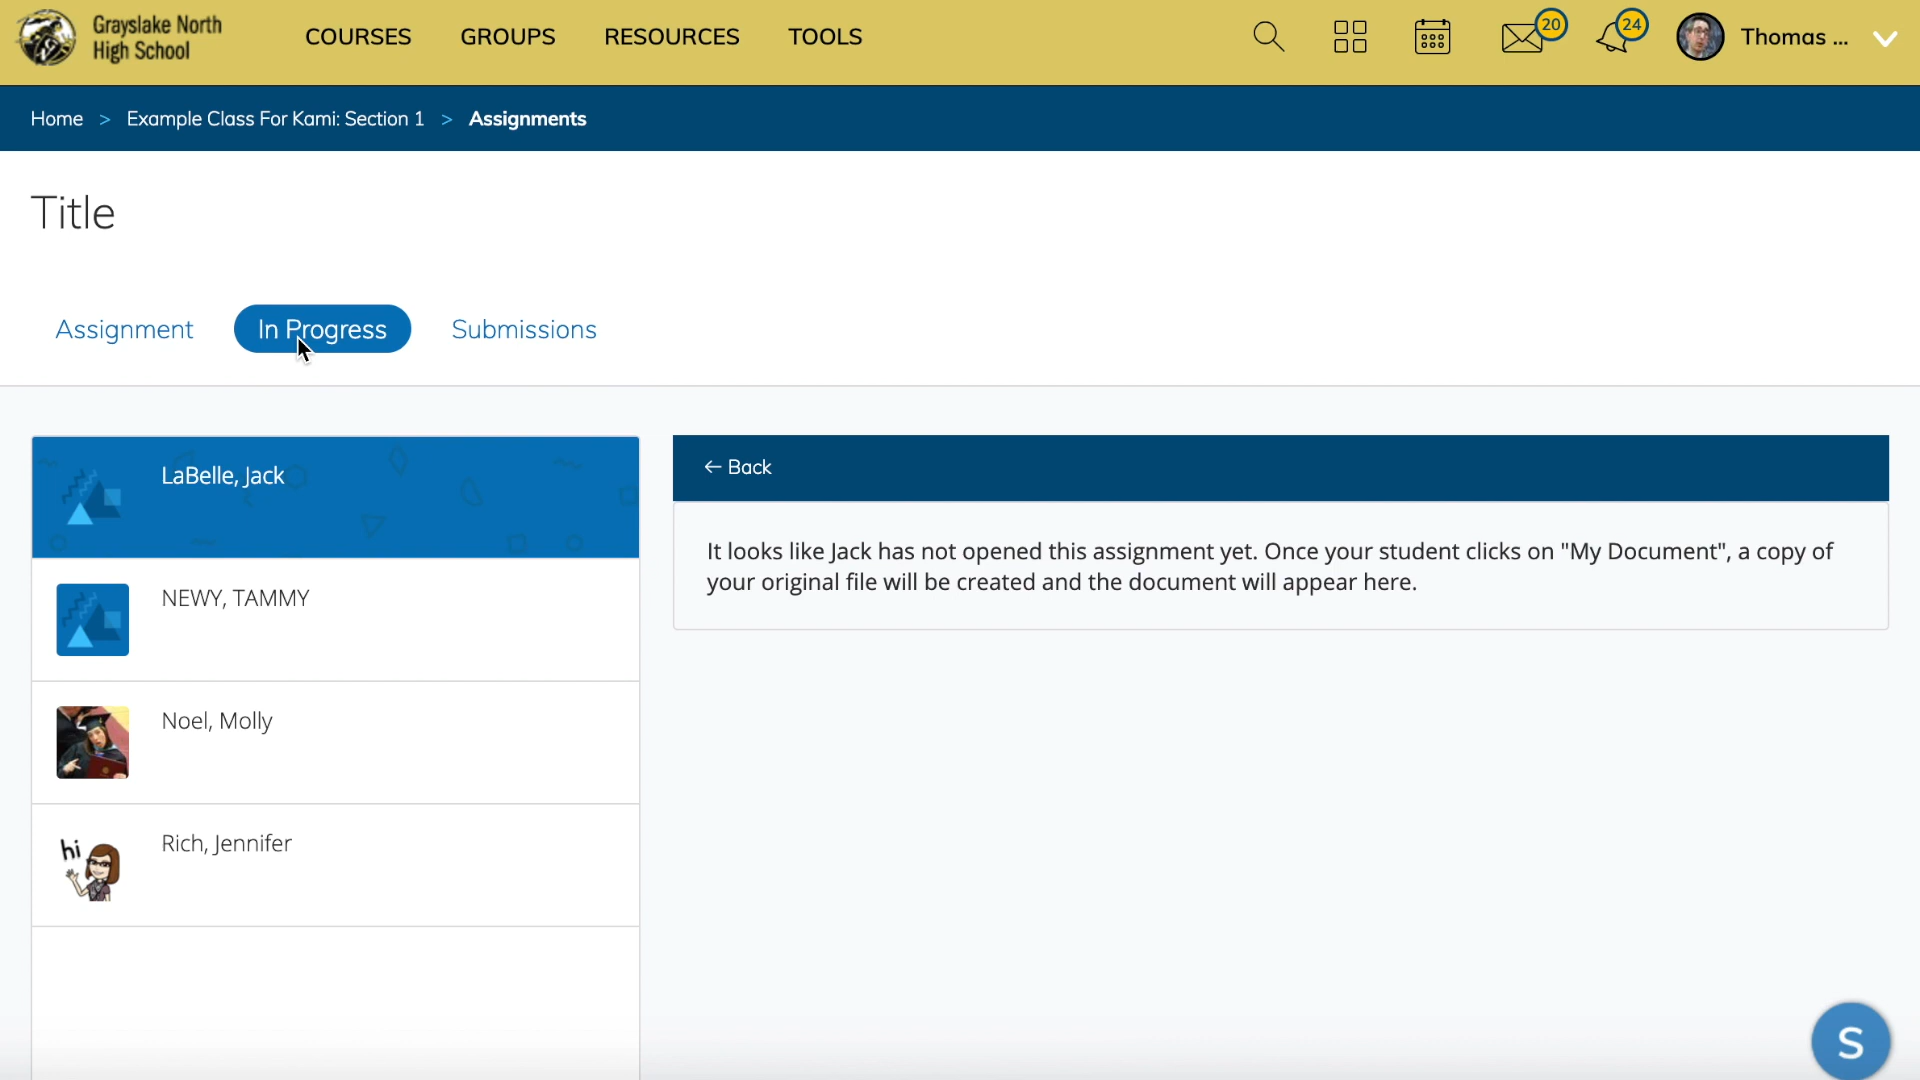 Grayslake North
High School
COURSES
GROUPS
RESOURCES
TOOLS
20
24
Thomas ...
Home > Example Class For Kami: Section 1 > Assignments
Title
Assignment
In Progress
Submissions
LaBelle, Jack
← Back
It looks like Jack has not opened this assignment yet. Once your student clicks on "My Document", a copy of
your original file will be created and the document will appear here.
NEWY, TAMMY
Noel, Molly
hi
Rich, Jennifer
S